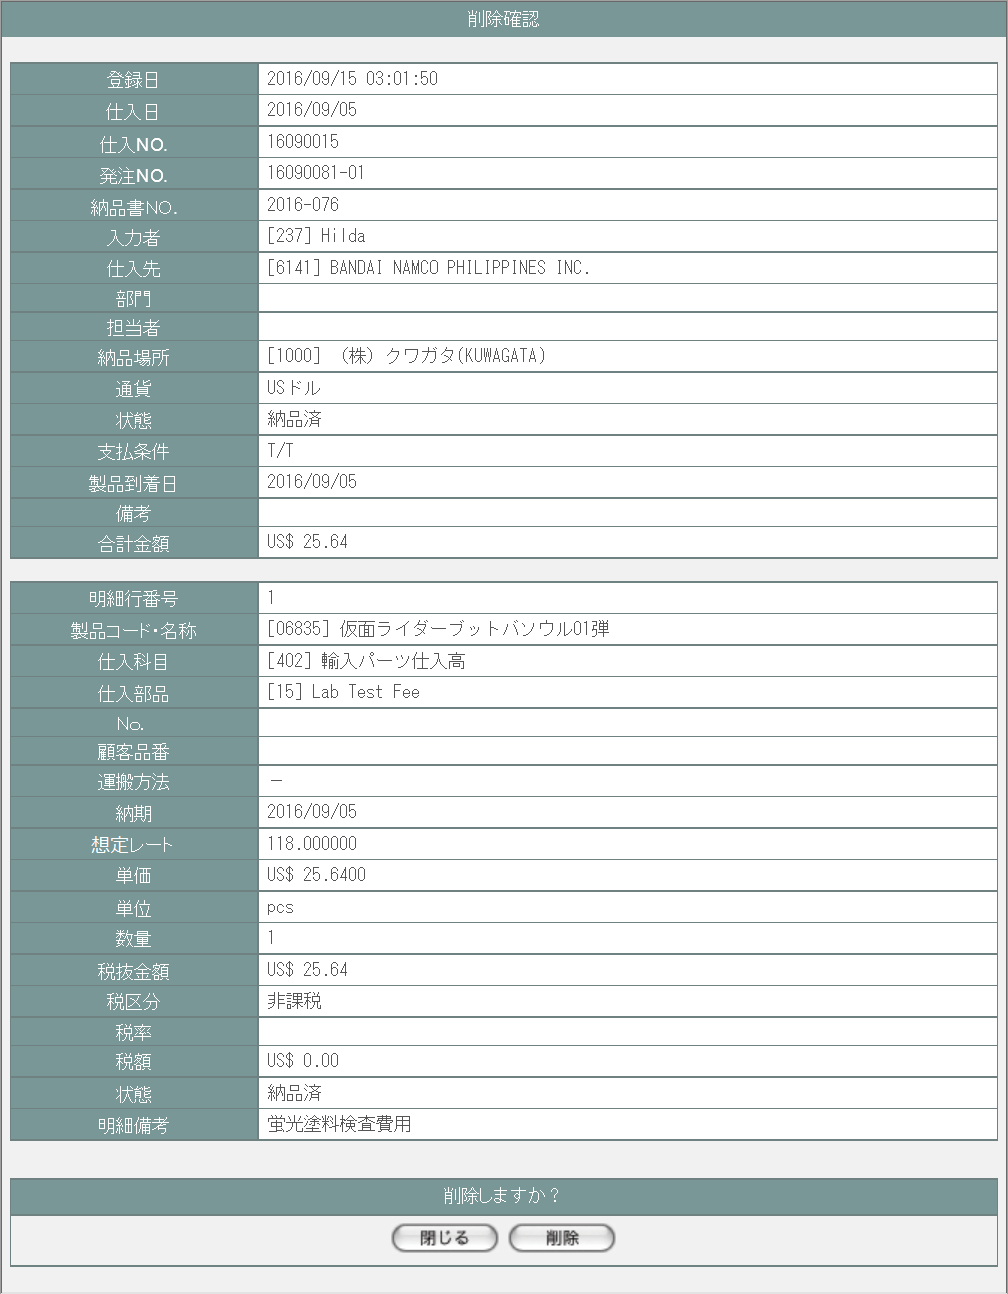 削除確認
登録日 2016/09/15 03:01:50
仕入日 2016/09/05
仕入NO. 16090015
発注NO. 16090081-01
納品書NO. 2016-076
入力者 [237] Hilda
仕入先 [6141] BANDAI NAMCO PHILIPPINES INC.
部門
担当者
納品場所 [1000] （株）クワガタ(KUWAGATA)
通貨 USドル
状態 納品済
支払条件 T/T
製品到着日 2016/09/05
備考
合計金額 US$ 25.64
明細行番号 1
製品コード・名称 [06835] 仮面ライダーブットバソウル01弾
仕入科目 [402] 輸入パーツ仕入高
仕入部品 [15] Lab Test Fee
No.
顧客品番
運搬方法 －
納期 2016/09/05
想定レート 118.000000
単価 US$ 25.6400
単位 pcs
数量 1
税抜金額 US$ 25.64
税区分 非課税
税率
税額 US$ 0.00
状態 納品済
明細備考 蛍光塗料検査費用
削除しますか？
閉じる 削除